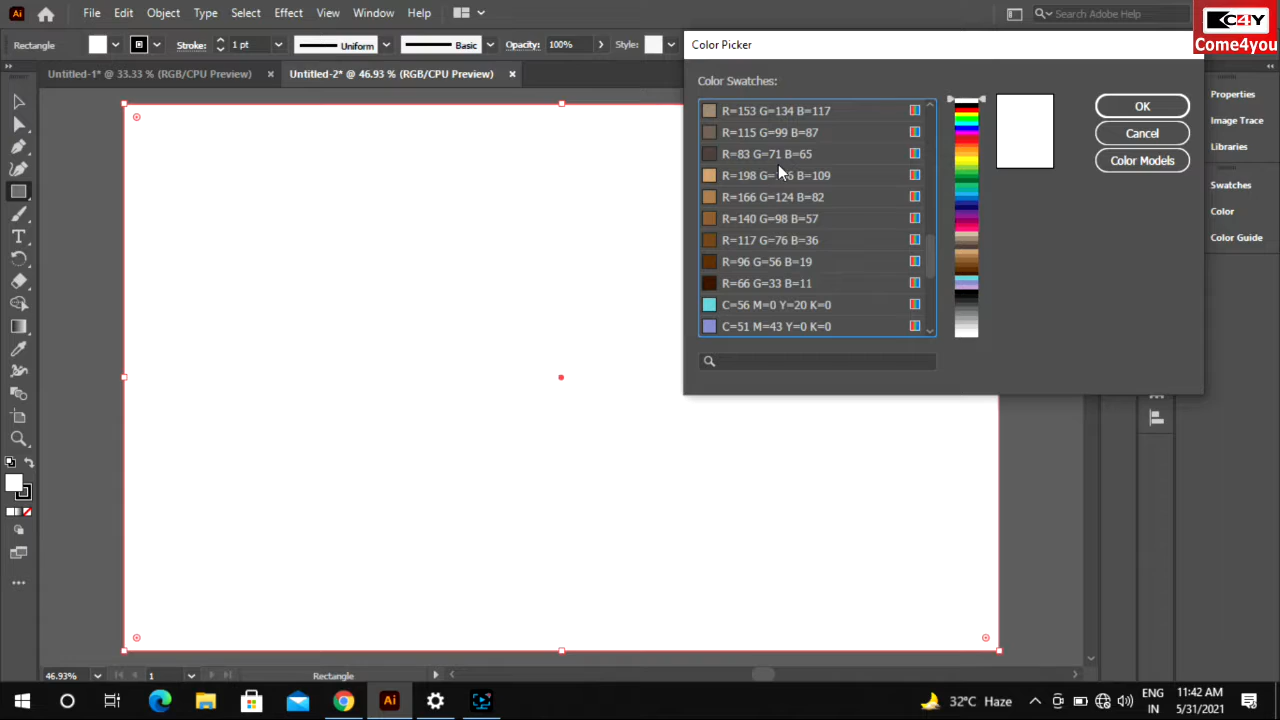 Ai File Edit Object Type Select Effect View Window Help Search Adobe Help
C4Y
Come4you
Rectangle Stroke: 1 pt Uniform Basic Opacity: 100% Style:
Untitled-1* @ 33.33 % (RGB/CPU Preview) × Untitled-2* @ 46.93 % (RGB/CPU Preview) ×
Color Picker
Color Swatches:
R=153 G=134 B=117
R=115 G=99 B=87
R=83 G=71 B=65
R=198 B=109
R=166 G=124 B=82
R=140 G=98 B=57
R=117 G=76 B=36
R=96 G=56 B=19
R=66 G=33 B=11
C=56 M=0 Y=20 K=0
C=51 M=43 Y=0 K=0
OK
Cancel
Color Models
Properties
Image Trace
Libraries
Swatches
Color
Color Guide
46.93% 1 Rectangle
Ai 32°C Haze ENG 11:42 AM
IN 5/31/2021